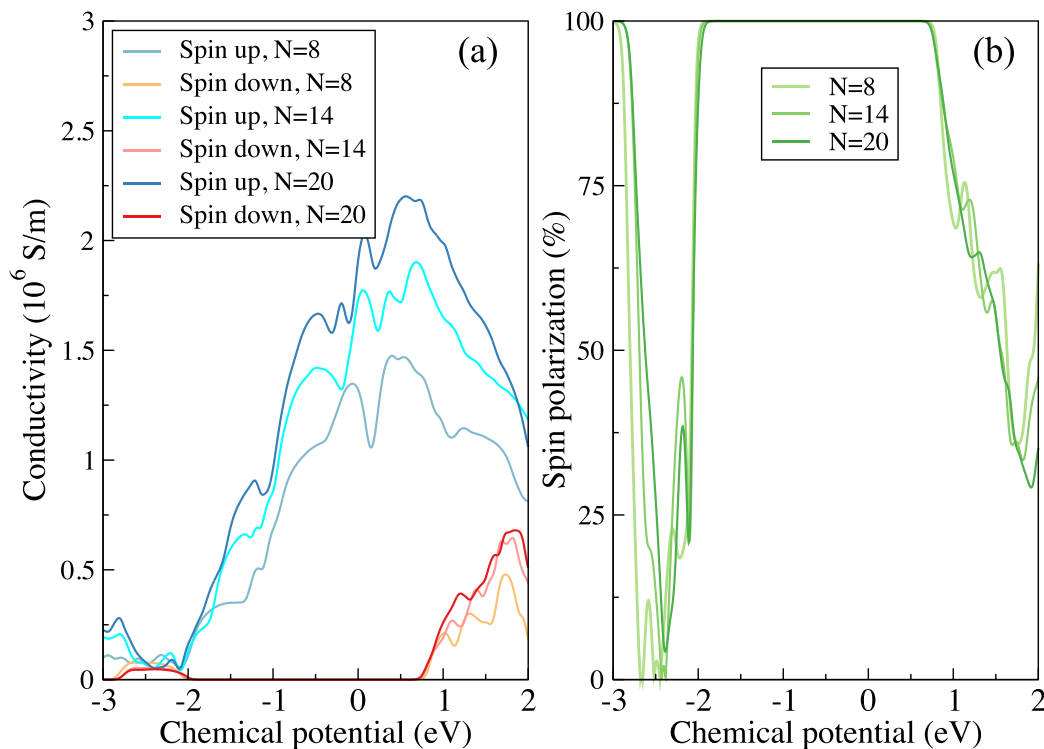 (a)
Spin up, N=8
Spin down, N=8
Spin up, N=14
Spin down, N=14
Spin up, N=20
Spin down, N=20
3
2.5
2
1.5
1
0.5
0
Conductivity (10^6 S/m)
-3 -2 -1 0 1 2
Chemical potential (eV)
(b)
N=8
N=14
N=20
100
75
50
25
0
Spin polarization (%)
-3 -2 -1 0 1 2
Chemical potential (eV)